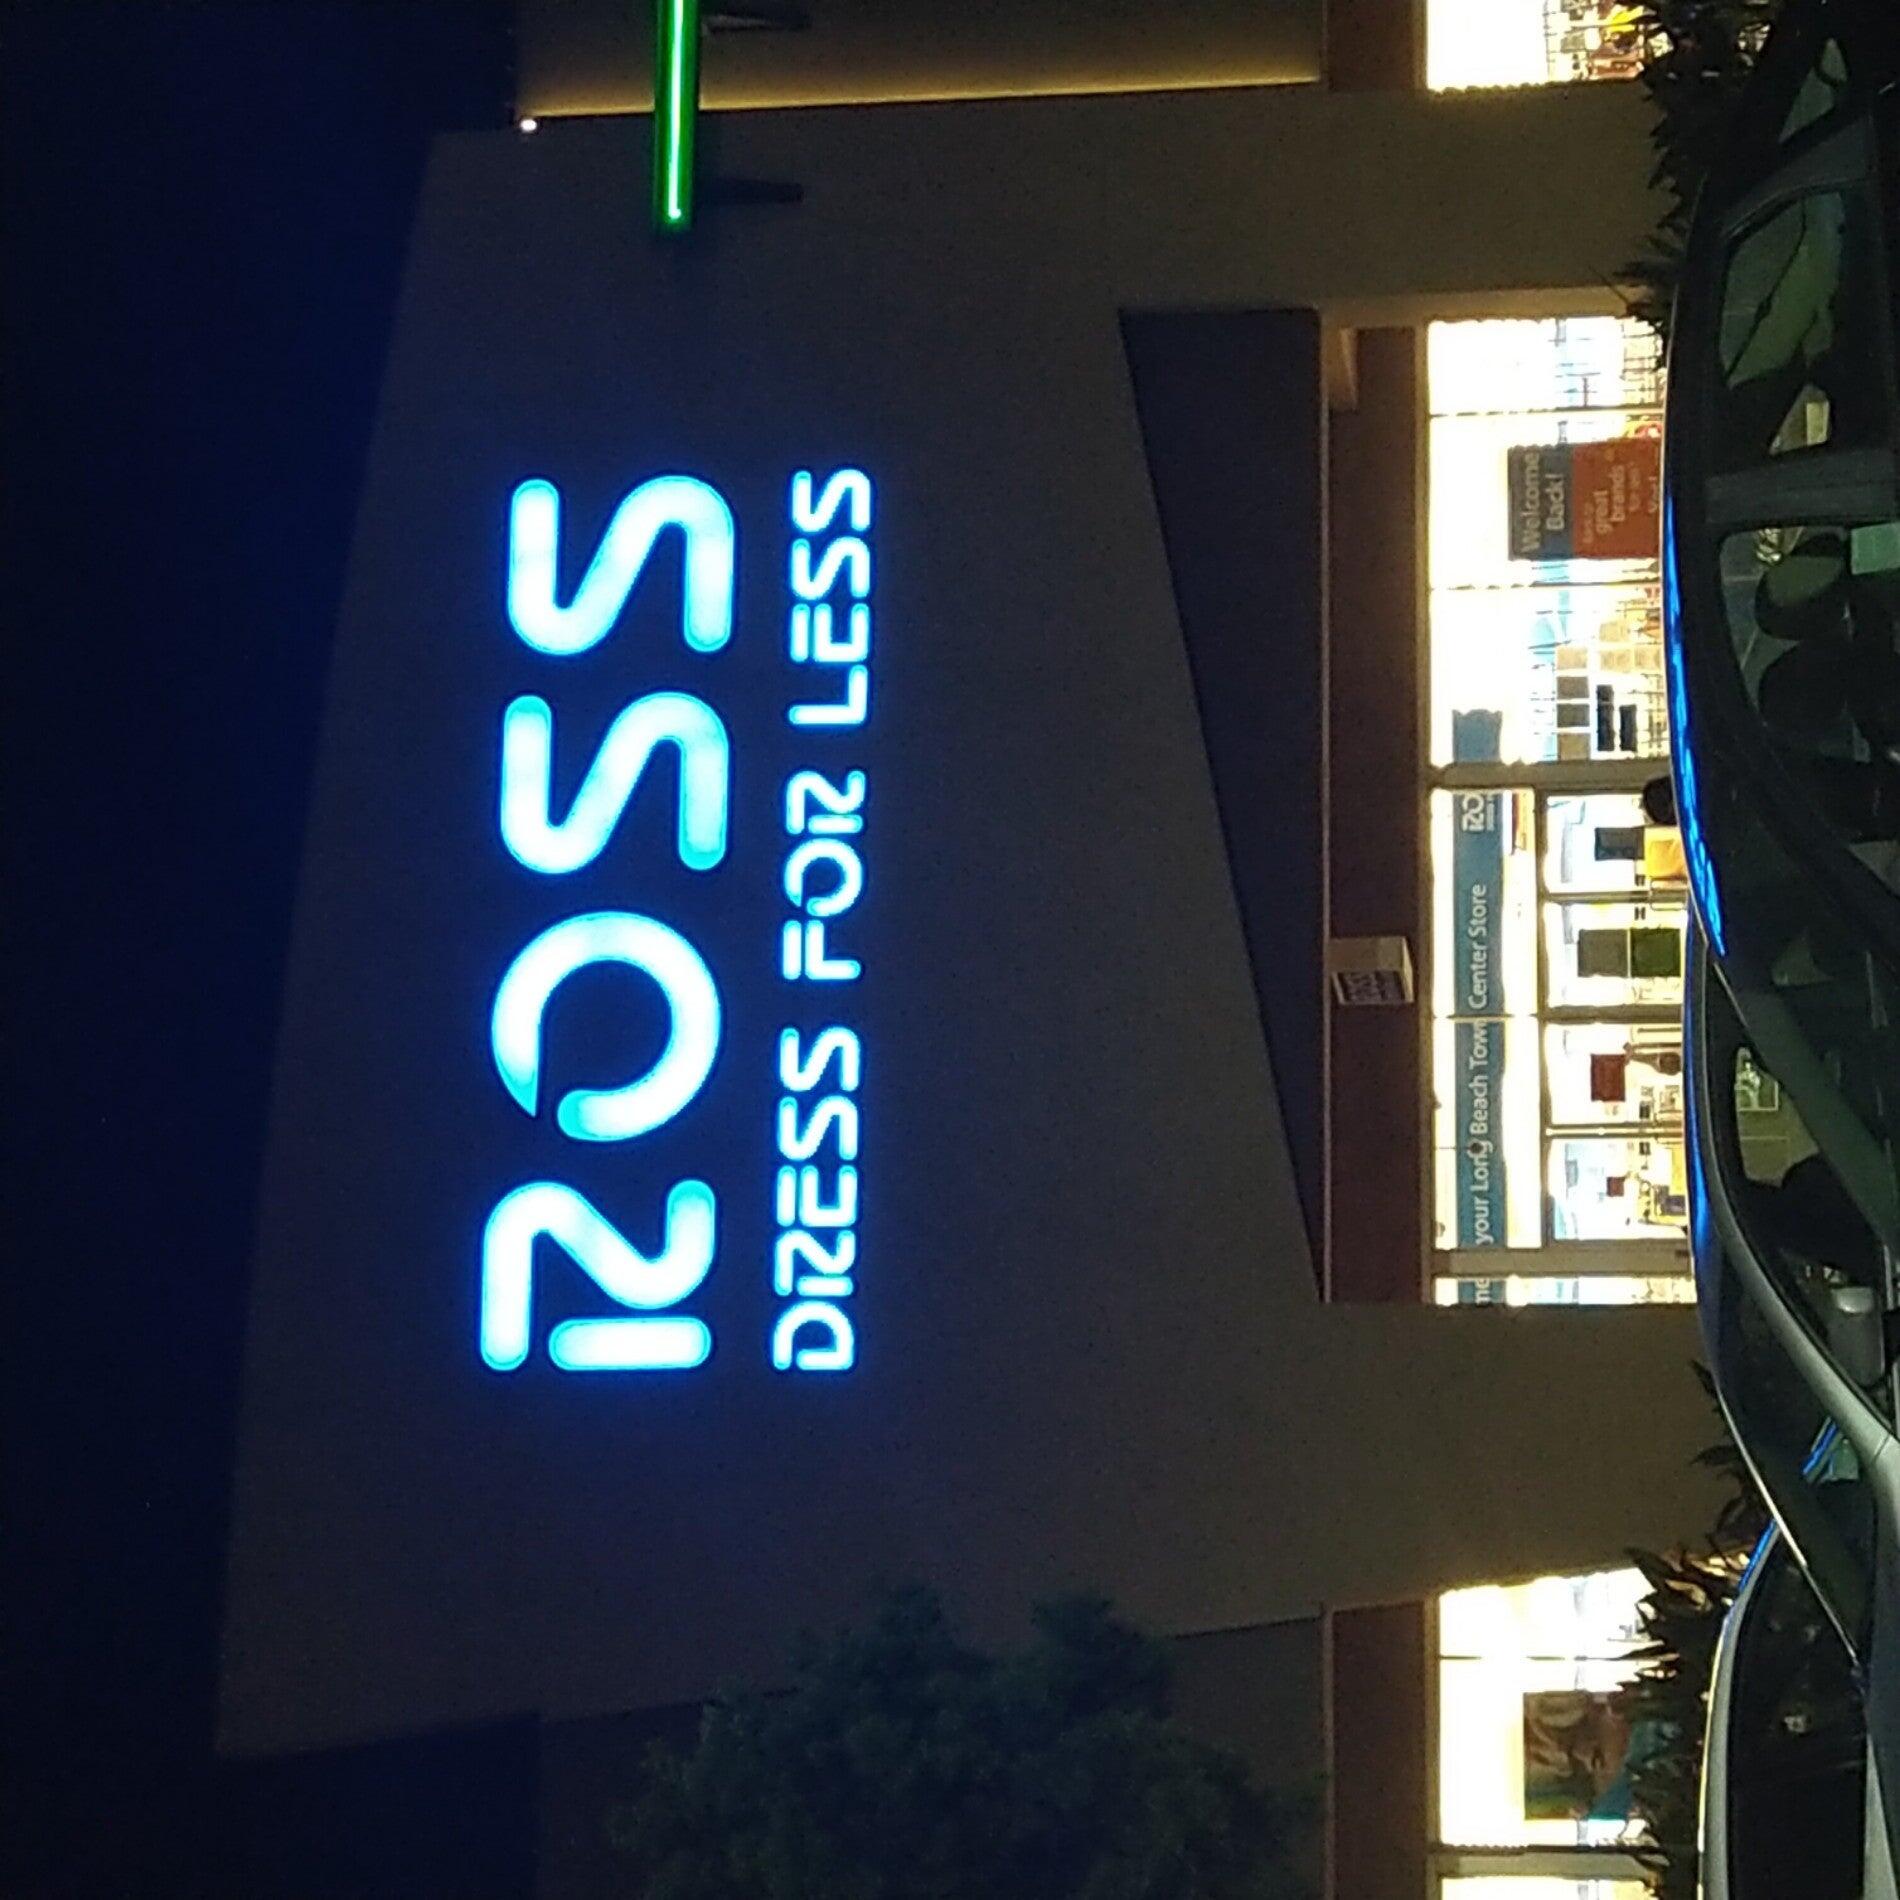 ROSS
DRESS FOR LESS
Welcome
Back!
great
brands
your Long Beach Town Center Store